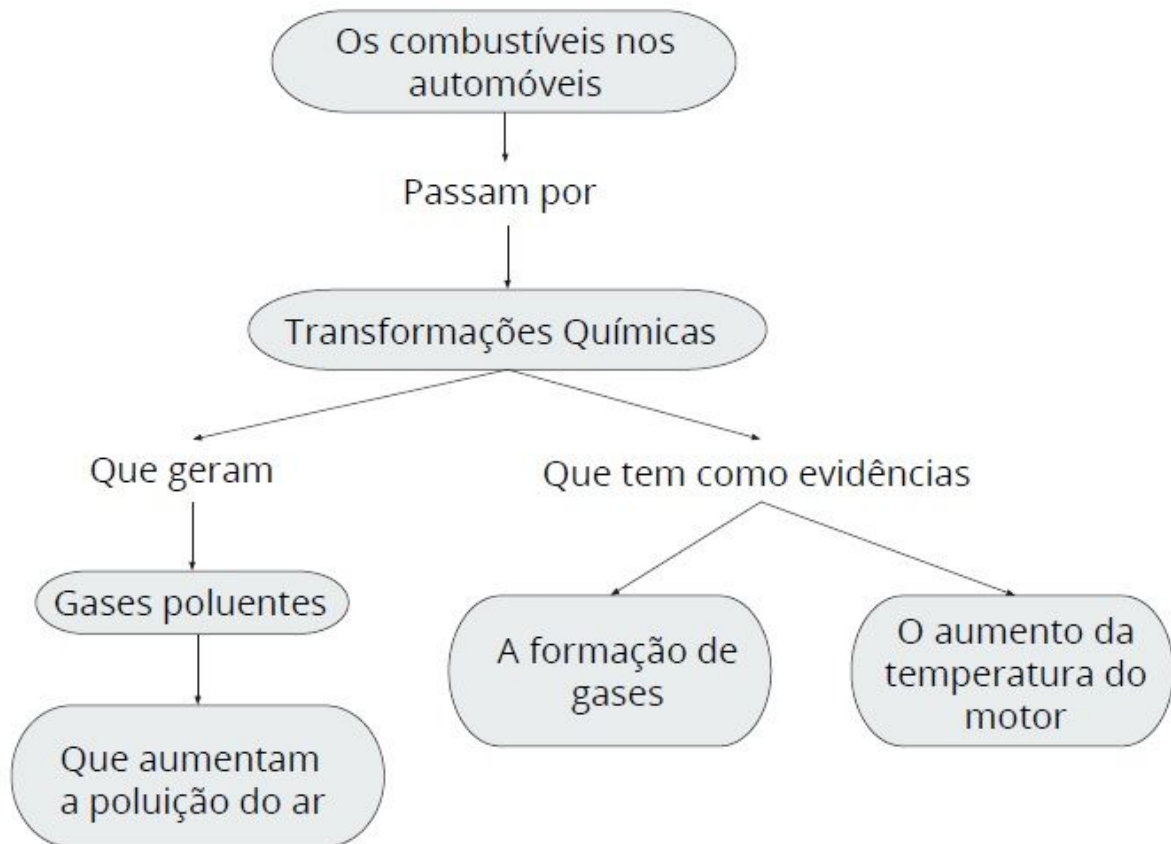 Os combustíveis nos
automóveis
Passam por
Transformações Químicas
Que geram
Que tem como evidências
Gases poluentes
A formação de
gases
O aumento da
temperatura do
motor
Que aumentam
a poluição do ar